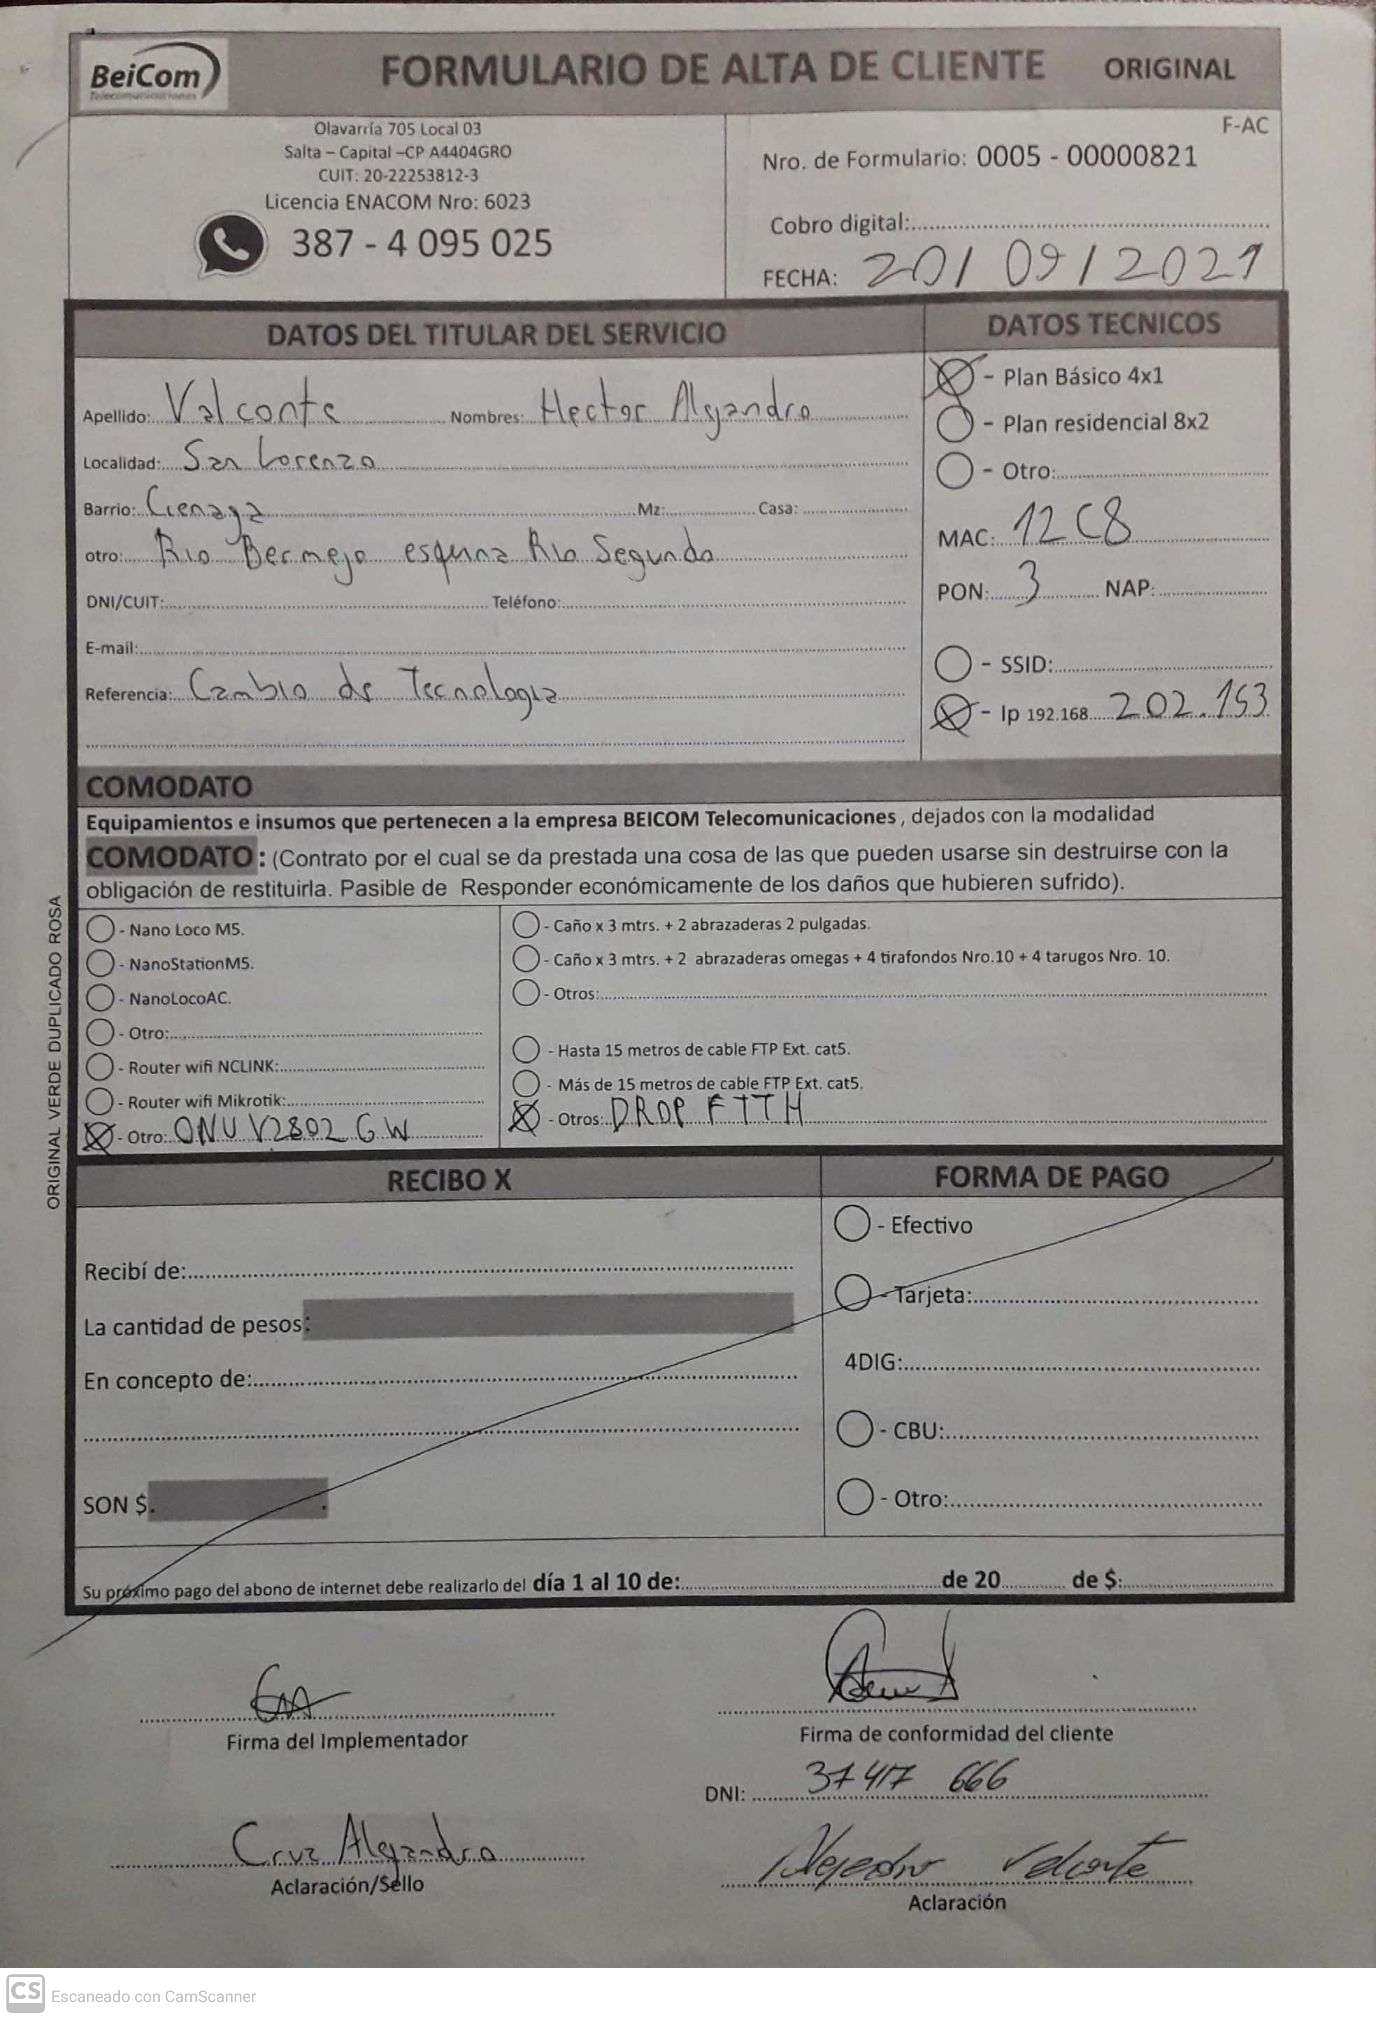 BeiCom
Telecomunicaciones
FORMULARIO DE ALTA DE CLIENTE ORIGINAL
Olavarría 705 Local 03
Salta – Capital –CP A4404GRO
CUIT: 20-22253812-3
Licencia ENACOM Nro: 6023
387 - 4 095 025
F-AC
Nro. de Formulario: 0005 - 00000821
Cobro digital:
FECHA: 20/09/2021
DATOS DEL TITULAR DEL SERVICIO
Apellido: Valconte Nombres: Hector Alejandro
Localidad: San Lorenzo
Barrio: Cienaga Mz: Casa:
otro: Rio Bermejo esquina Rio Segundo
DNI/CUIT: Teléfono:
E-mail:
Referencia: Cambio de Tecnologia
DATOS TECNICOS
- Plan Básico 4x1
- Plan residencial 8x2
- Otro:
MAC: 12C8
PON: 3 NAP:
- SSID:
- Ip 192.168. 202.153
COMODATO
Equipamientos e insumos que pertenecen a la empresa BEICOM Telecomunicaciones, dejados con la modalidad
COMODATO: (Contrato por el cual se da prestada una cosa de las que pueden usarse sin destruirse con la
obligación de restituirla. Pasible de Responder económicamente de los daños que hubieren sufrido).
- Nano Loco M5.
- NanoStationM5.
- NanoLocoAC.
- Otro:
- Router wifi NCLINK:
- Router wifi Mikrotik:
- Otro: ONU V2802 GW
- Caño x 3 mtrs. + 2 abrazaderas 2 pulgadas.
- Caño x 3 mtrs. + 2 abrazaderas omegas + 4 tirafondos Nro.10 + 4 tarugos Nro. 10.
- Otros:
- Hasta 15 metros de cable FTP Ext. cat5.
- Más de 15 metros de cable FTP Ext. cat5.
- Otros: DROP FTTH
ORIGINAL VERDE DUPLICADO ROSA
RECIBO X
Recibí de:
La cantidad de pesos:
En concepto de:
SON $.
FORMA DE PAGO
- Efectivo
- Tarjeta:
4DIG:
- CBU:
- Otro:
Su próximo pago del abono de internet debe realizarlo del día 1 al 10 de: de 20 de $:
Firma del Implementador
Firma de conformidad del cliente
DNI: 37417 666
Cruz Alejandro
Aclaración/Sello
Alejandro Valconte
Aclaración
CS Escaneado con CamScanner